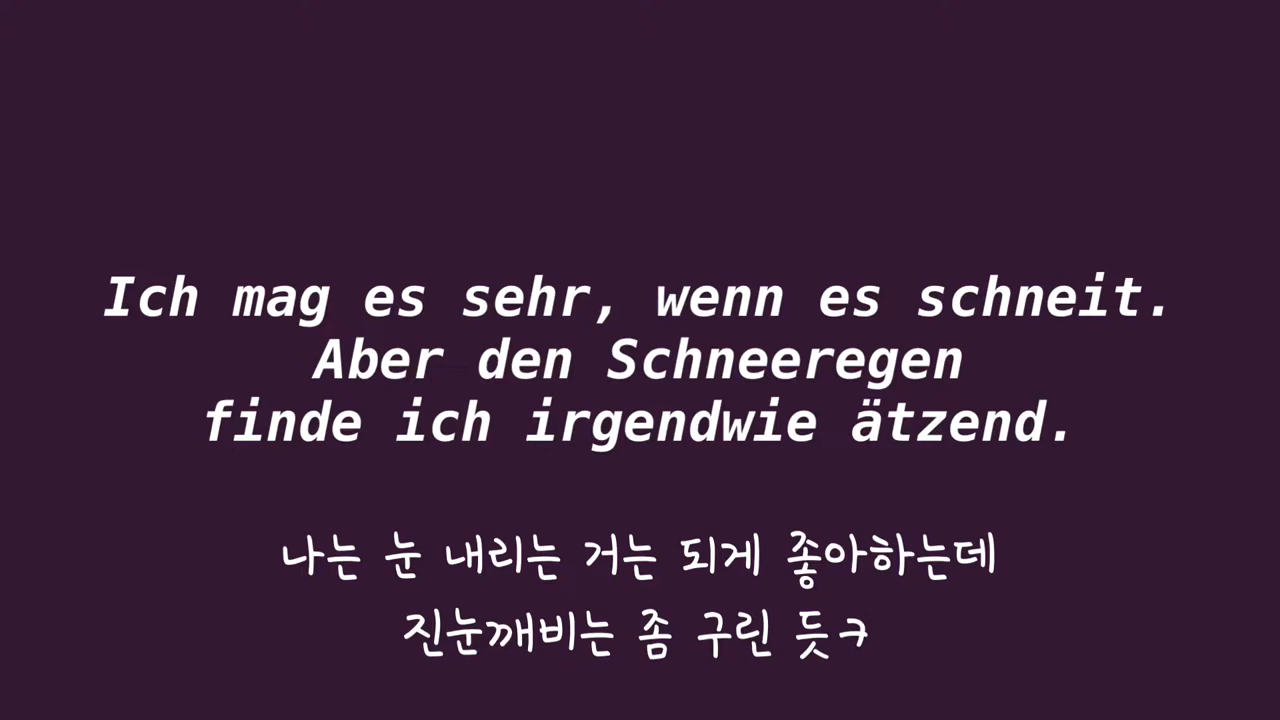 Ich mag es sehr, wenn es schneit.
Aber den Schneeregen
finde ich irgendwie ätzend.
나는 눈 내리는 거는 되게 좋아하는데
진눈깨비는 좀 구린 듯ㅋ